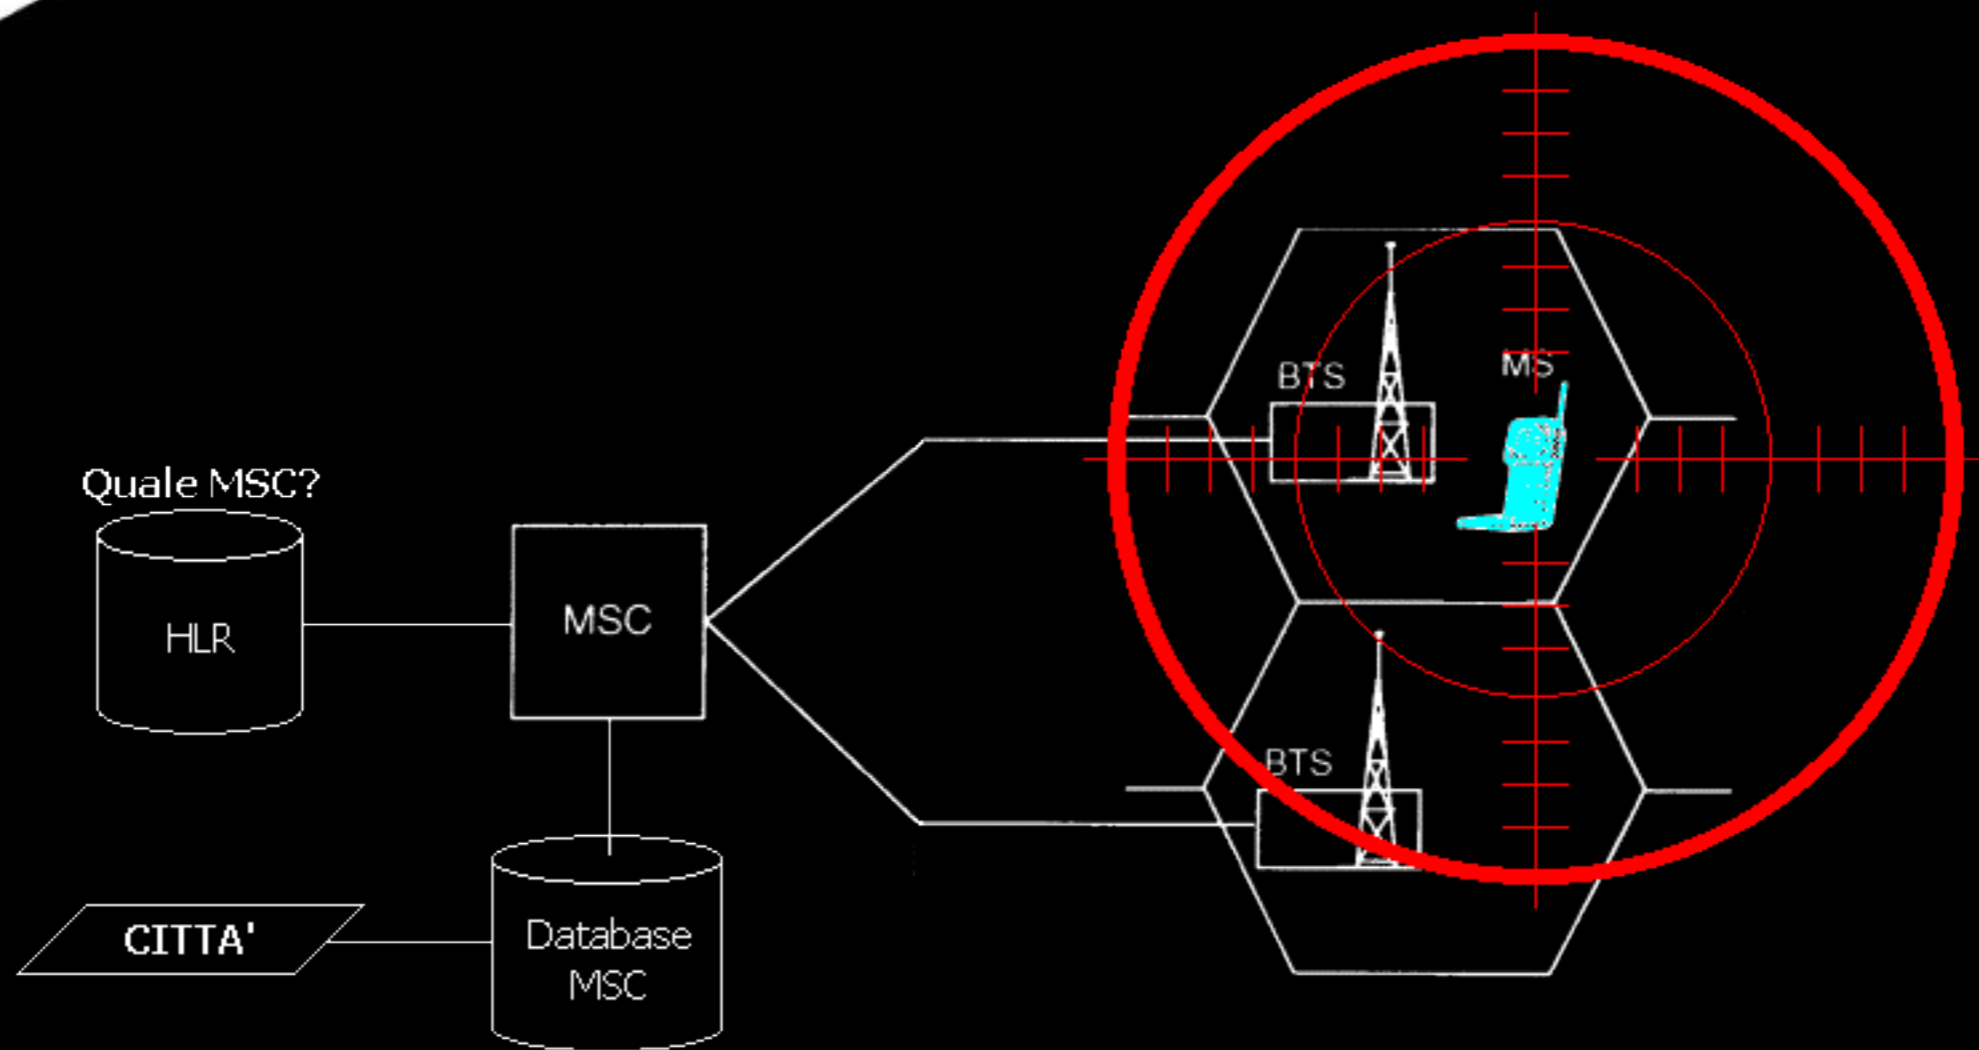 Quale MSC?
HLR
MSC
BTS
MS
BTS
CITTA'
Database
MSC